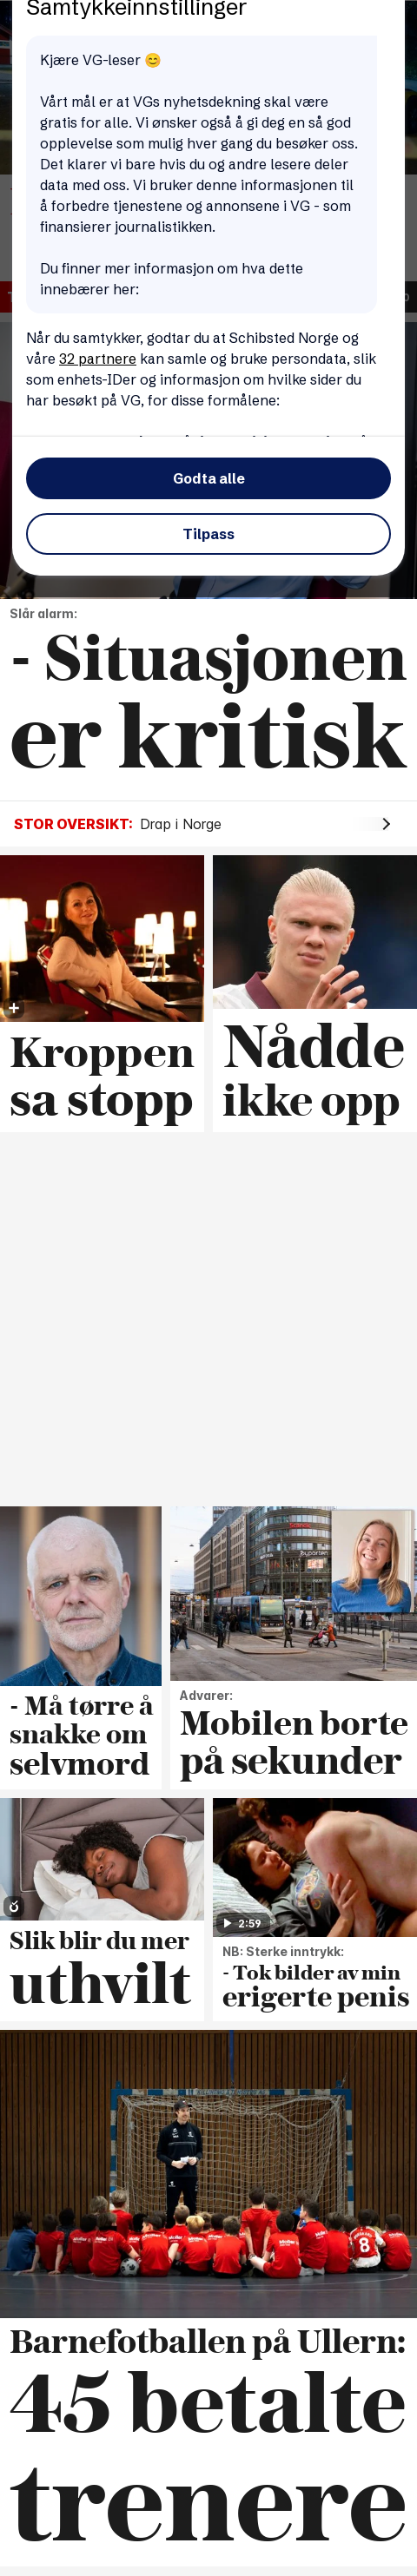 Samtykkeinnstillinger
Kjære VG-leser 😊
Vårt mål er at VGs nyhetsdekning skal være
gratis for alle. Vi ønsker også å gi deg en så god
opplevelse som mulig hver gang du besøker oss.
Det klarer vi bare hvis du og andre lesere deler
data med oss. Vi bruker denne informasjonen til
å forbedre tjenestene og annonsene i VG - som
finansierer journalistikken.
Du finner mer informasjon om hva dette
innebærer her:
Når du samtykker, godtar du at Schibsted Norge og
våre 32 partnere kan samle og bruke persondata, slik
som enhets-IDer og informasjon om hvilke sider du
har besøkt på VG, for disse formålene:
Godta alle
Tilpass
Slår alarm:
- Situasjonen
er kritisk
STOR OVERSIKT: Drap i Norge
Kroppen
sa stopp
Nådde
ikke opp
- Må tørre å
snakke om
selvmord
Advarer:
Mobilen borte
på sekunder
Slik blir du mer
uthvilt
2:59
NB: Sterke inntrykk:
- Tok bilder av min
erigerte penis
8
Barnefotballen på Ullern:
45 betalte
trenere